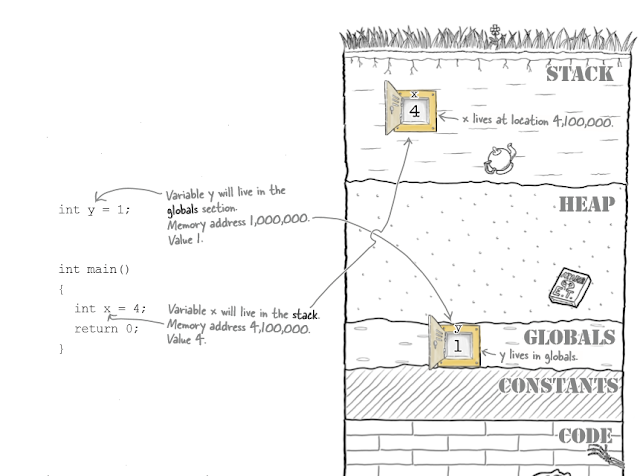 STACK
x
4
x lives at location 4,100,000.
int y = 1;
Variable y will live in the
globals section.
Memory address 1,000,000.
Value 1.
HEAP
int main()
{
int x = 4;
return 0;
}
Variable x will live in the stack.
Memory address 4,100,000.
Value 4.
y
1
GLOBALS
y lives in globals.
CONSTANTS
CODE